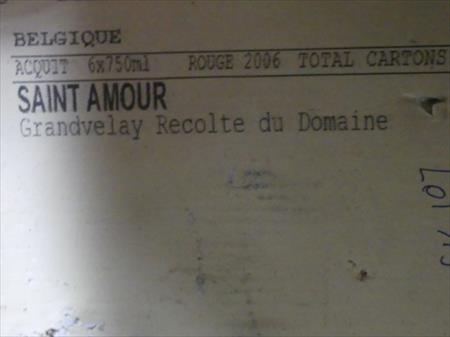 BELGIQUE
ACQUIT 6x750ml ROUGE 2006 TOTAL CARTONS
SAINT AMOUR
Grandvelay Recolte du Domaine